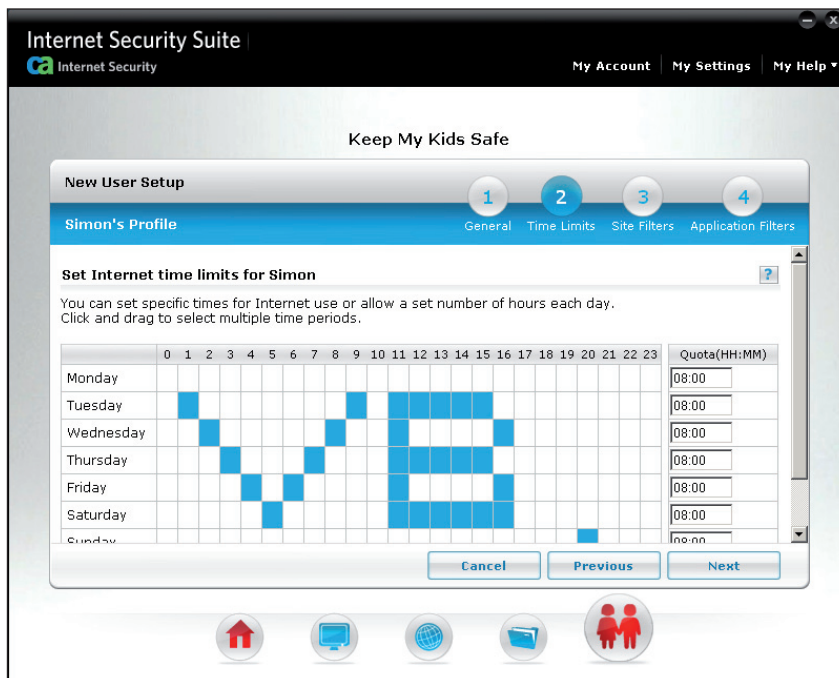 Internet Security Suite
ca Internet Security
My Account My Settings My Help
Keep My Kids Safe
New User Setup
1 2 3 4
Simon's Profile
General Time Limits Site Filters Application Filters
Set Internet time limits for Simon
?
You can set specific times for Internet use or allow a set number of hours each day.
Click and drag to select multiple time periods.
0 1 2 3 4 5 6 7 8 9 10 11 12 13 14 15 16 17 18 19 20 21 22 23 Quota(HH:MM)
Monday 08:00
Tuesday 08:00
Wednesday 08:00
Thursday 08:00
Friday 08:00
Saturday 08:00
Sunday 08:00
Cancel Previous Next